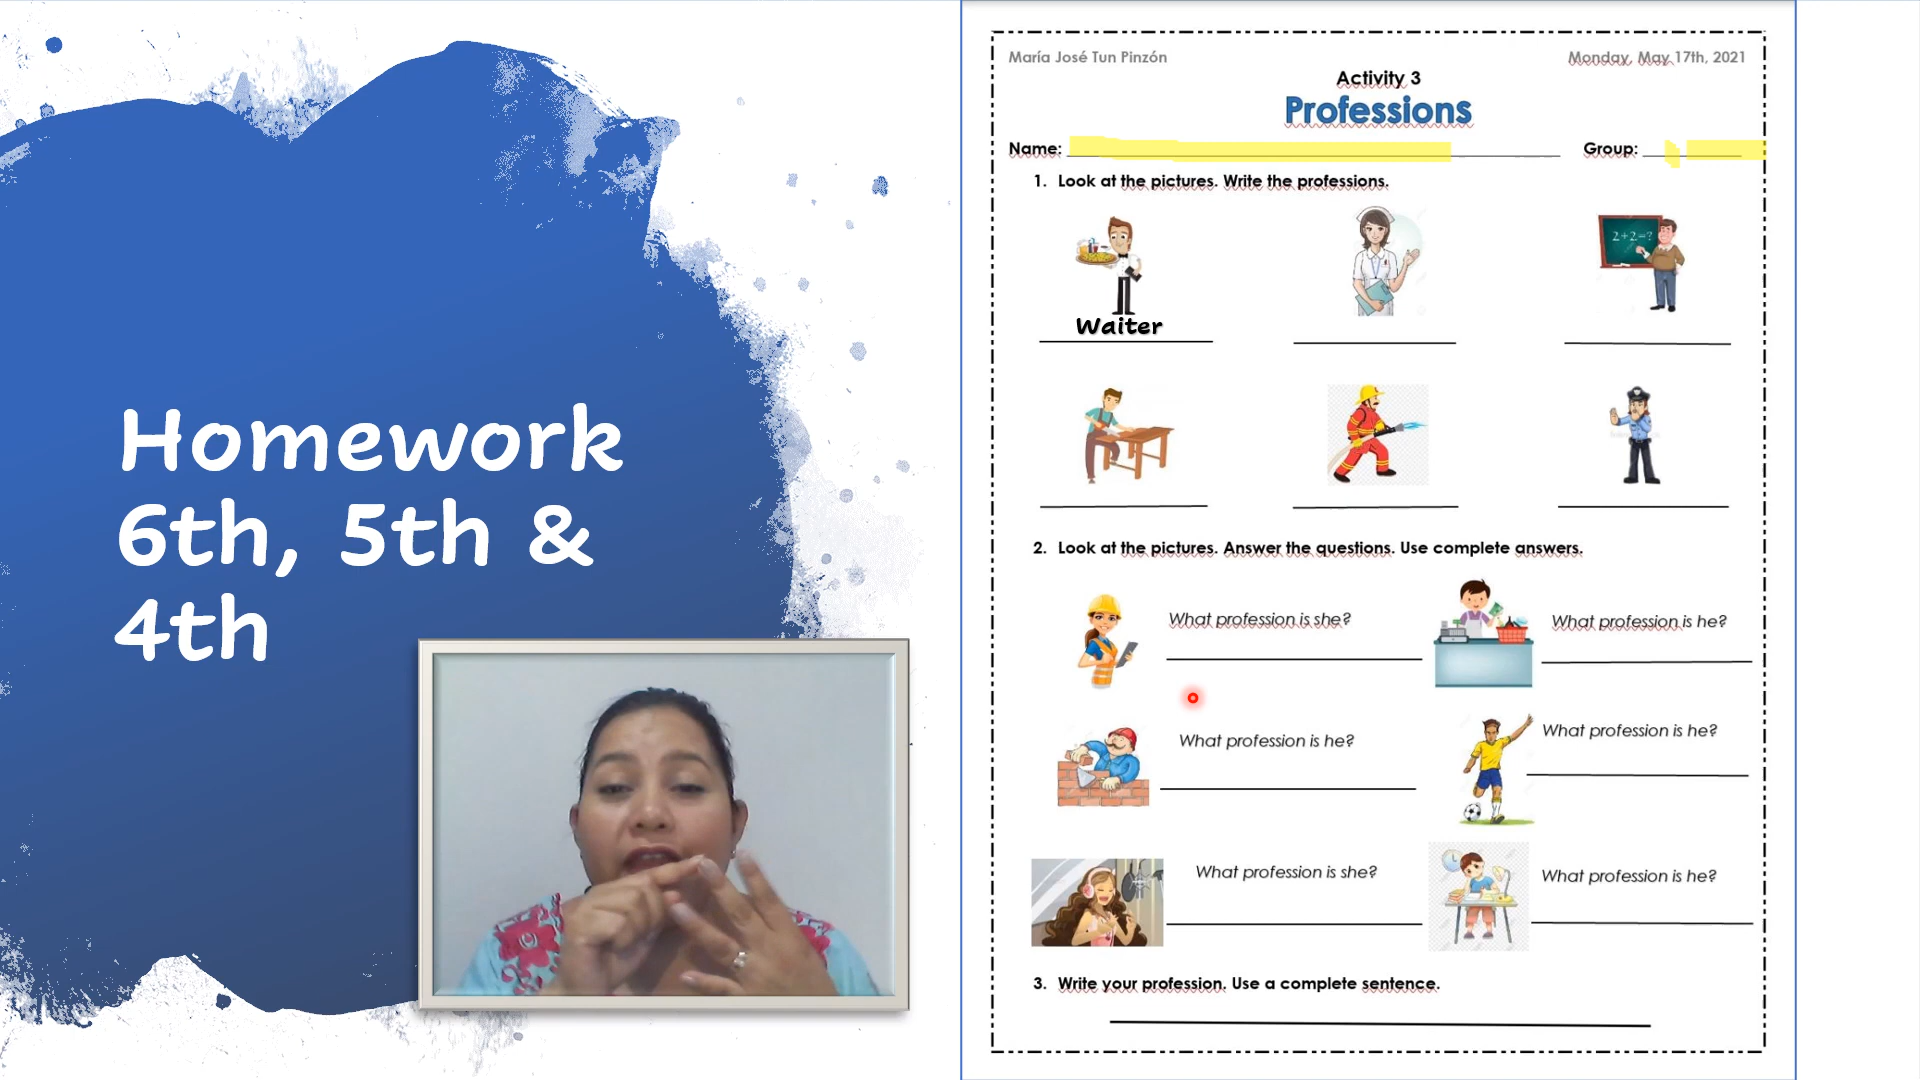 Homework
6th, 5th &
4th
María José Tun Pinzón
Monday, May 17th, 2021
Activity 3
Professions
Name:
Group:
1. Look at the pictures. Write the professions.
2+2=?
Waiter
2. Look at the pictures. Answer the questions. Use complete answers.
What profession is she?
What profession is he?
What profession is he?
What profession is he?
What profession is she?
What profession is he?
3. Write your profession. Use a complete sentence.